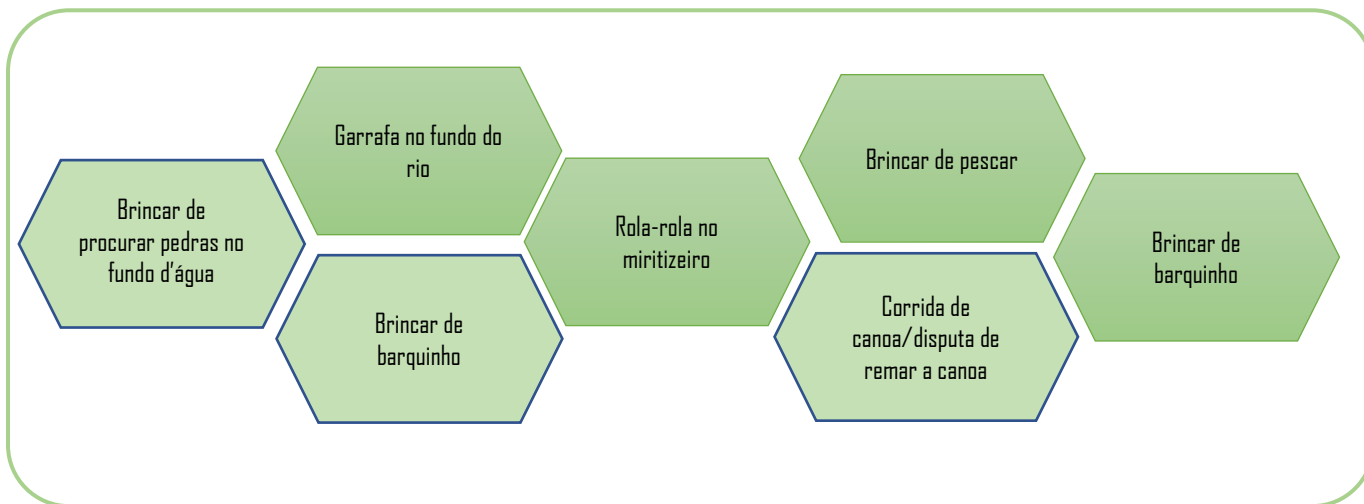 Brincar de
procurar pedras no
fundo d'água
Garrafa no fundo do
rio
Brincar de
barquinho
Rola-rola no
miritizeiro
Brincar de pescar
Corrida de
canoa/disputa de
remar a canoa
Brincar de
barquinho